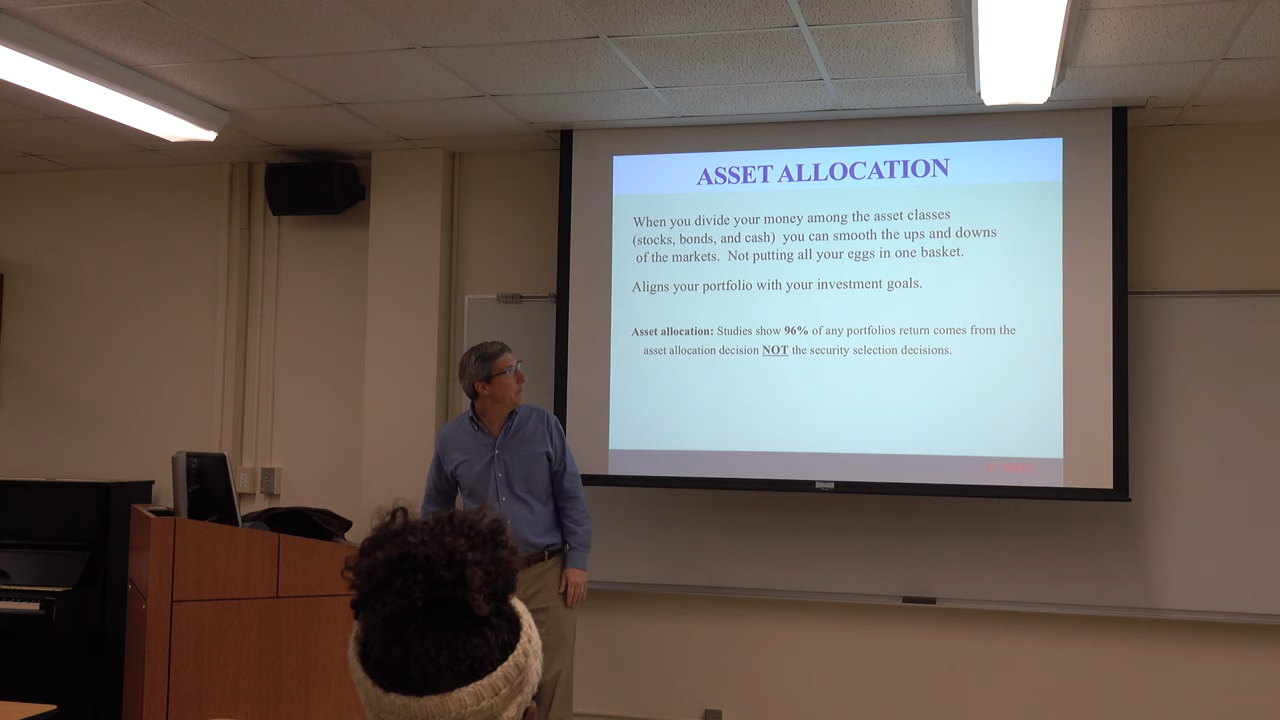 ASSET ALLOCATION
When you divide your money among the asset classes
(stocks, bonds, and cash) you can smooth the ups and downs
of the markets. Not putting all your eggs in one basket.
Aligns your portfolio with your investment goals.
Asset allocation: Studies show 96% of any portfolios return comes from the
asset allocation decision NOT the security selection decisions.